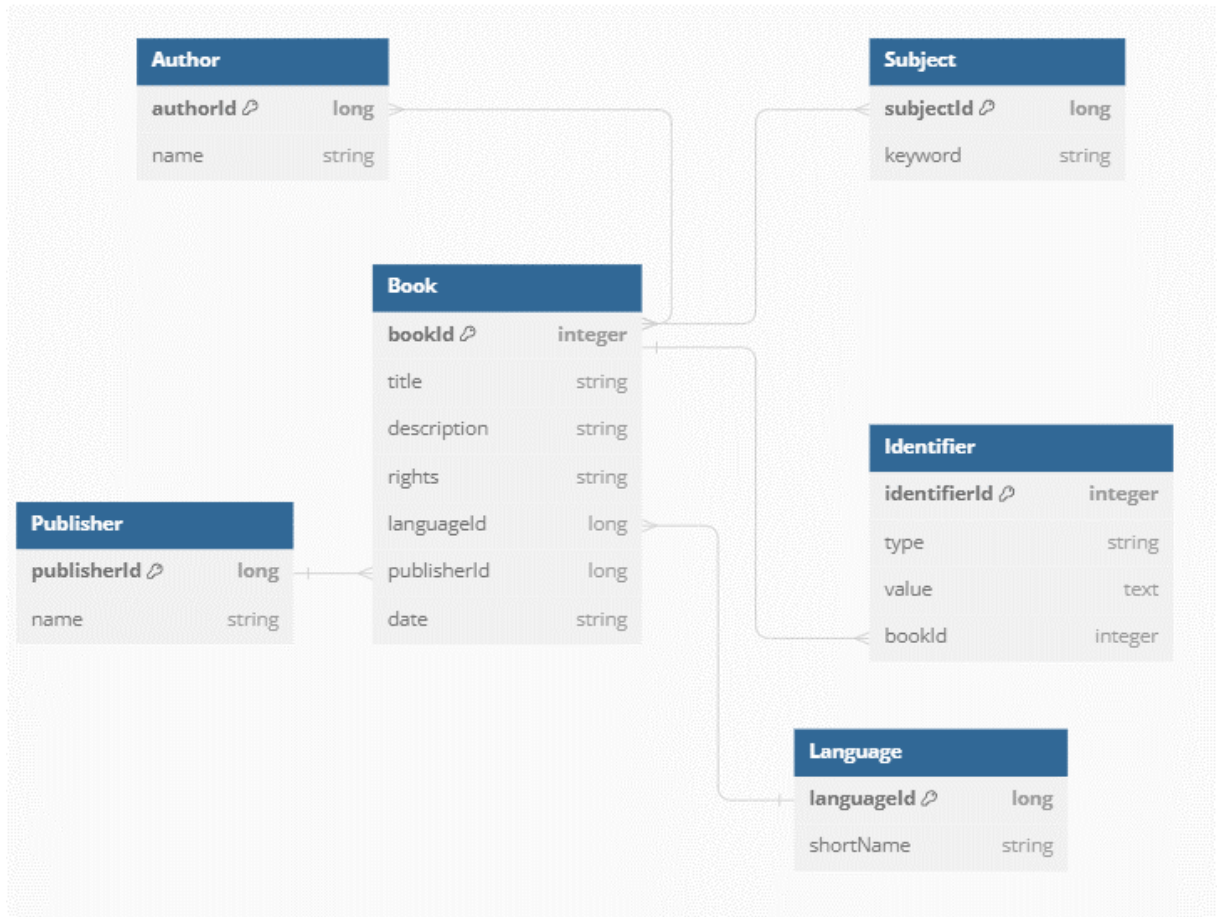 Author
authorId long
name string
Subject
subjectId long
keyword string
Book
bookId integer
title string
description string
rights string
languageId long
publisherId long
date string
Publisher
publisherId long
name string
Identifier
identifierId integer
type string
value text
bookId integer
Language
languageId long
shortName string